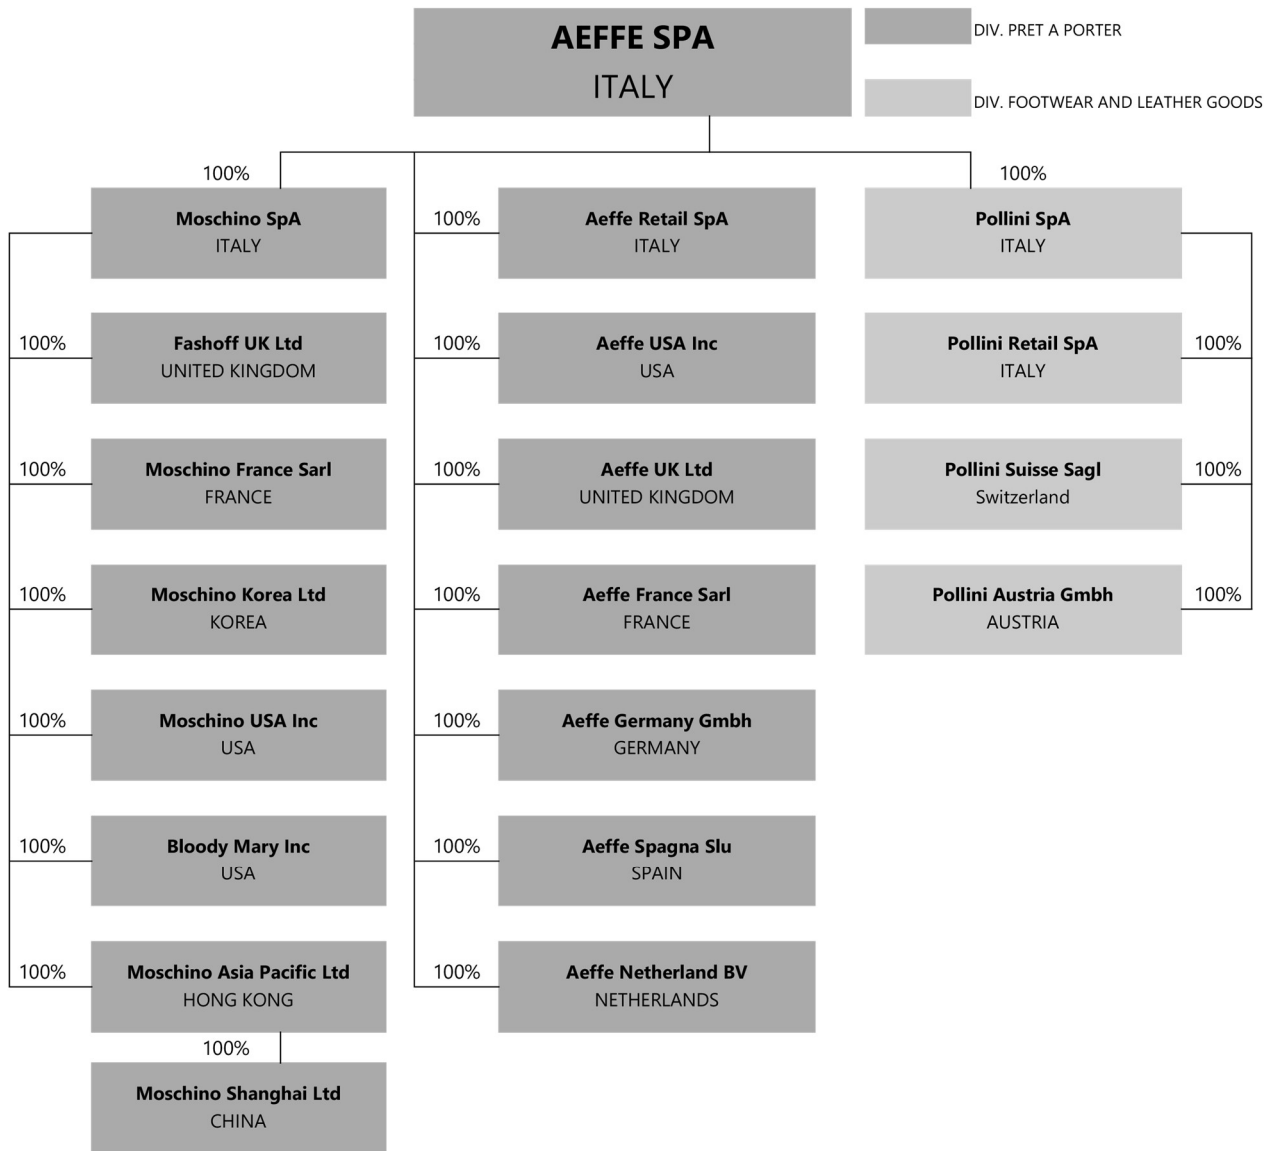 AEFFE SPA
ITALY
DIV. PRET A PORTER
DIV. FOOTWEAR AND LEATHER GOODS
100%
Moschino SpA
ITALY
100%
Fashoff UK Ltd
UNITED KINGDOM
100%
Moschino France Sarl
FRANCE
100%
Moschino Korea Ltd
KOREA
100%
Moschino USA Inc
USA
100%
Bloody Mary Inc
USA
100%
Moschino Asia Pacific Ltd
HONG KONG
100%
Moschino Shanghai Ltd
CHINA
100%
Aeffe Retail SpA
ITALY
100%
Aeffe USA Inc
USA
100%
Aeffe UK Ltd
UNITED KINGDOM
100%
Aeffe France Sarl
FRANCE
100%
Aeffe Germany Gmbh
GERMANY
100%
Aeffe Spagna Slu
SPAIN
100%
Aeffe Netherland BV
NETHERLANDS
100%
Pollini SpA
ITALY
Pollini Retail SpA
ITALY
100%
Pollini Suisse Sagl
Switzerland
100%
Pollini Austria Gmbh
AUSTRIA
100%